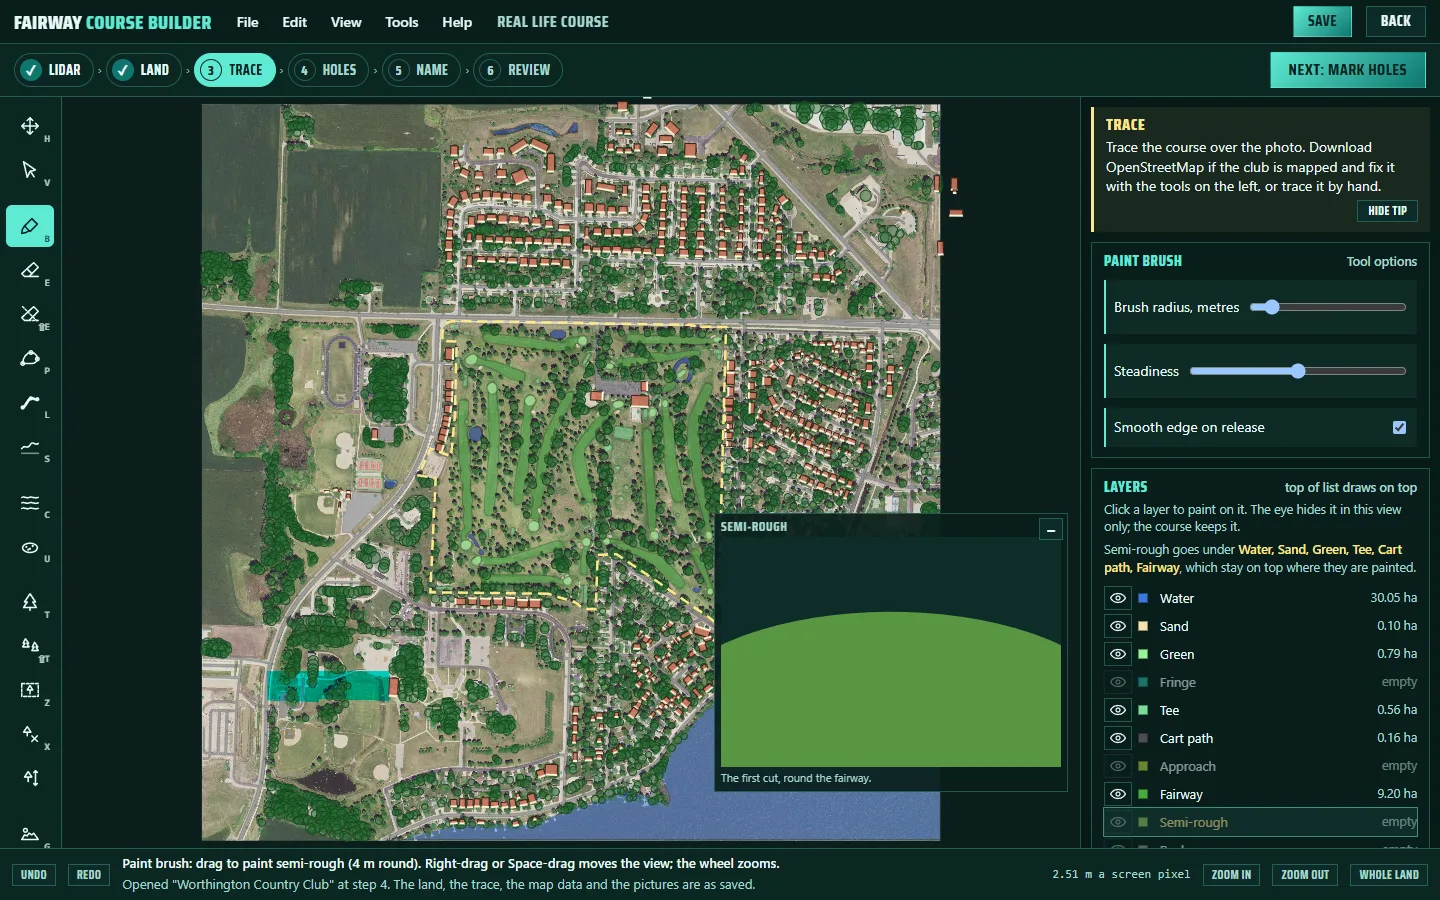 FAIRWAY COURSE BUILDER File Edit View Tools Help REAL LIFE COURSE SAVE BACK
LIDAR › LAND › 3 TRACE › 4 HOLES › 5 NAME › 6 REVIEW NEXT: MARK HOLES
H
V
B
E
E
P
L
S
C
U
T
T
Z
X
TRACE
Trace the course over the photo. Download
OpenStreetMap if the club is mapped and fix it
with the tools on the left, or trace it by hand.
HIDE TIP
PAINT BRUSH Tool options
Brush radius, metres
Steadiness
Smooth edge on release
LAYERS top of list draws on top
Click a layer to paint on it. The eye hides it in this view
only; the course keeps it.
Semi-rough goes under Water, Sand, Green, Tee, Cart
path, Fairway, which stay on top where they are painted.
Water 30.05 ha
Sand 0.10 ha
Green 0.79 ha
Fringe empty
Tee 0.56 ha
Cart path 0.16 ha
Approach empty
Fairway 9.20 ha
Semi-rough empty
SEMI-ROUGH
The first cut, round the fairway.
UNDO REDO Paint brush: drag to paint semi-rough (4 m round). Right-drag or Space-drag moves the view; the wheel zooms.
Opened "Worthington Country Club" at step 4. The land, the trace, the map data and the pictures are as saved.
2.51 m a screen pixel ZOOM IN ZOOM OUT WHOLE LAND